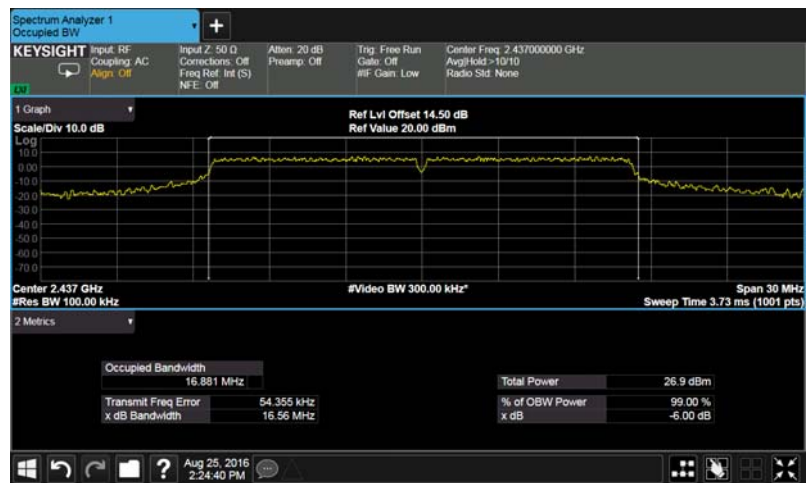 Spectrum Analyzer 1
Occupied BW
+
KEYSIGHT
Input: RF
Coupling: AC
Align: Off
Input Z: 50 Ω
Corrections: Off
Freq Ref: Int (S)
NFE: Off
Atten: 20 dB
Preamp: Off
Trig: Free Run
Gate: Off
#IF Gain: Low
Center Freq: 2.437000000 GHz
Avg|Hold:>10/10
Radio Std: None
1 Graph
Scale/Div 10.0 dB
Ref Lvl Offset 14.50 dB
Ref Value 20.00 dBm
Log
10.0
0.00
-10.0
-20.0
-30.0
-40.0
-50.0
-60.0
-70.0
Center 2.437 GHz
#Res BW 100.00 kHz
#Video BW 300.00 kHz*
Span 30 MHz
Sweep Time 3.73 ms (1001 pts)
2 Metrics
Occupied Bandwidth
16.881 MHz
Transmit Freq Error 54.355 kHz
x dB Bandwidth 16.56 MHz
Total Power 26.9 dBm
% of OBW Power 99.00 %
x dB -6.00 dB
?
Aug 25, 2016
2:24:40 PM